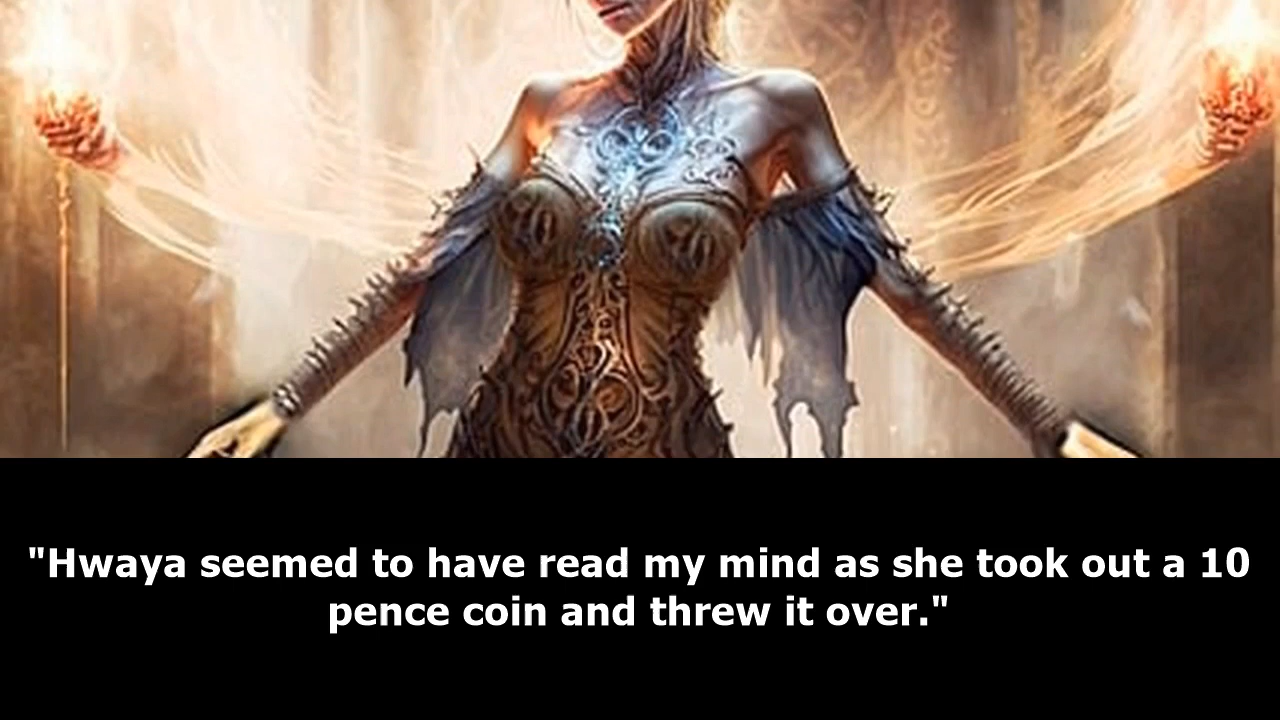 "Hwaya seemed to have read my mind as she took out a 10
pence coin and threw it over."